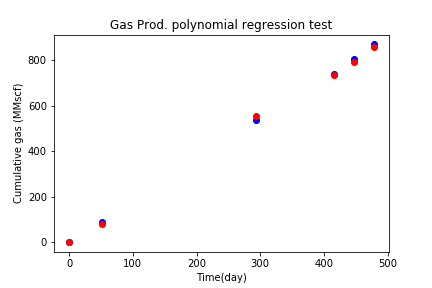 Gas Prod. polynomial regression test
800
600
400
200
0
Cumulative gas (MMscf)
0 100 200 300 400 500
Time(day)